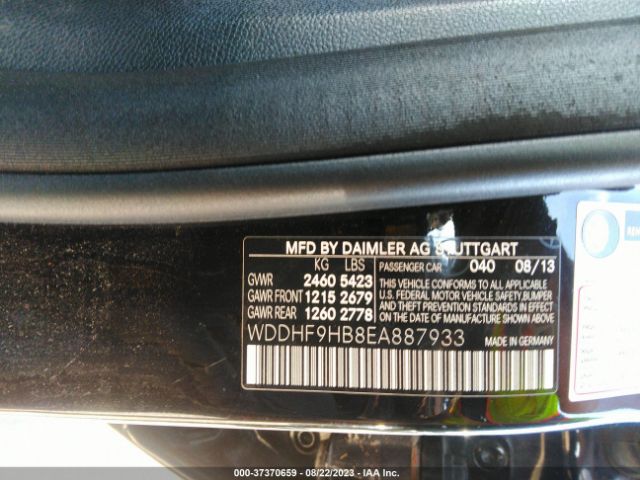 MFD BY DAIMLER AG STUTTGART
KG LBS
GVWR 2460 5423
GAWR FRONT 1215 2679
GAWR REAR 1260 2778
PASSENGER CAR 040 08/13
THIS VEHICLE CONFORMS TO ALL APPLICABLE
U.S. FEDERAL MOTOR VEHICLE SAFETY, BUMPER
AND THEFT PREVENTION STANDARDS IN EFFECT
ON THE DATE OF MANUFACTURE SHOWN ABOVE.
WDDHF9HB8EA887933 MADE IN GERMANY
000-37370659 - 08/22/2023 - IAA Inc.